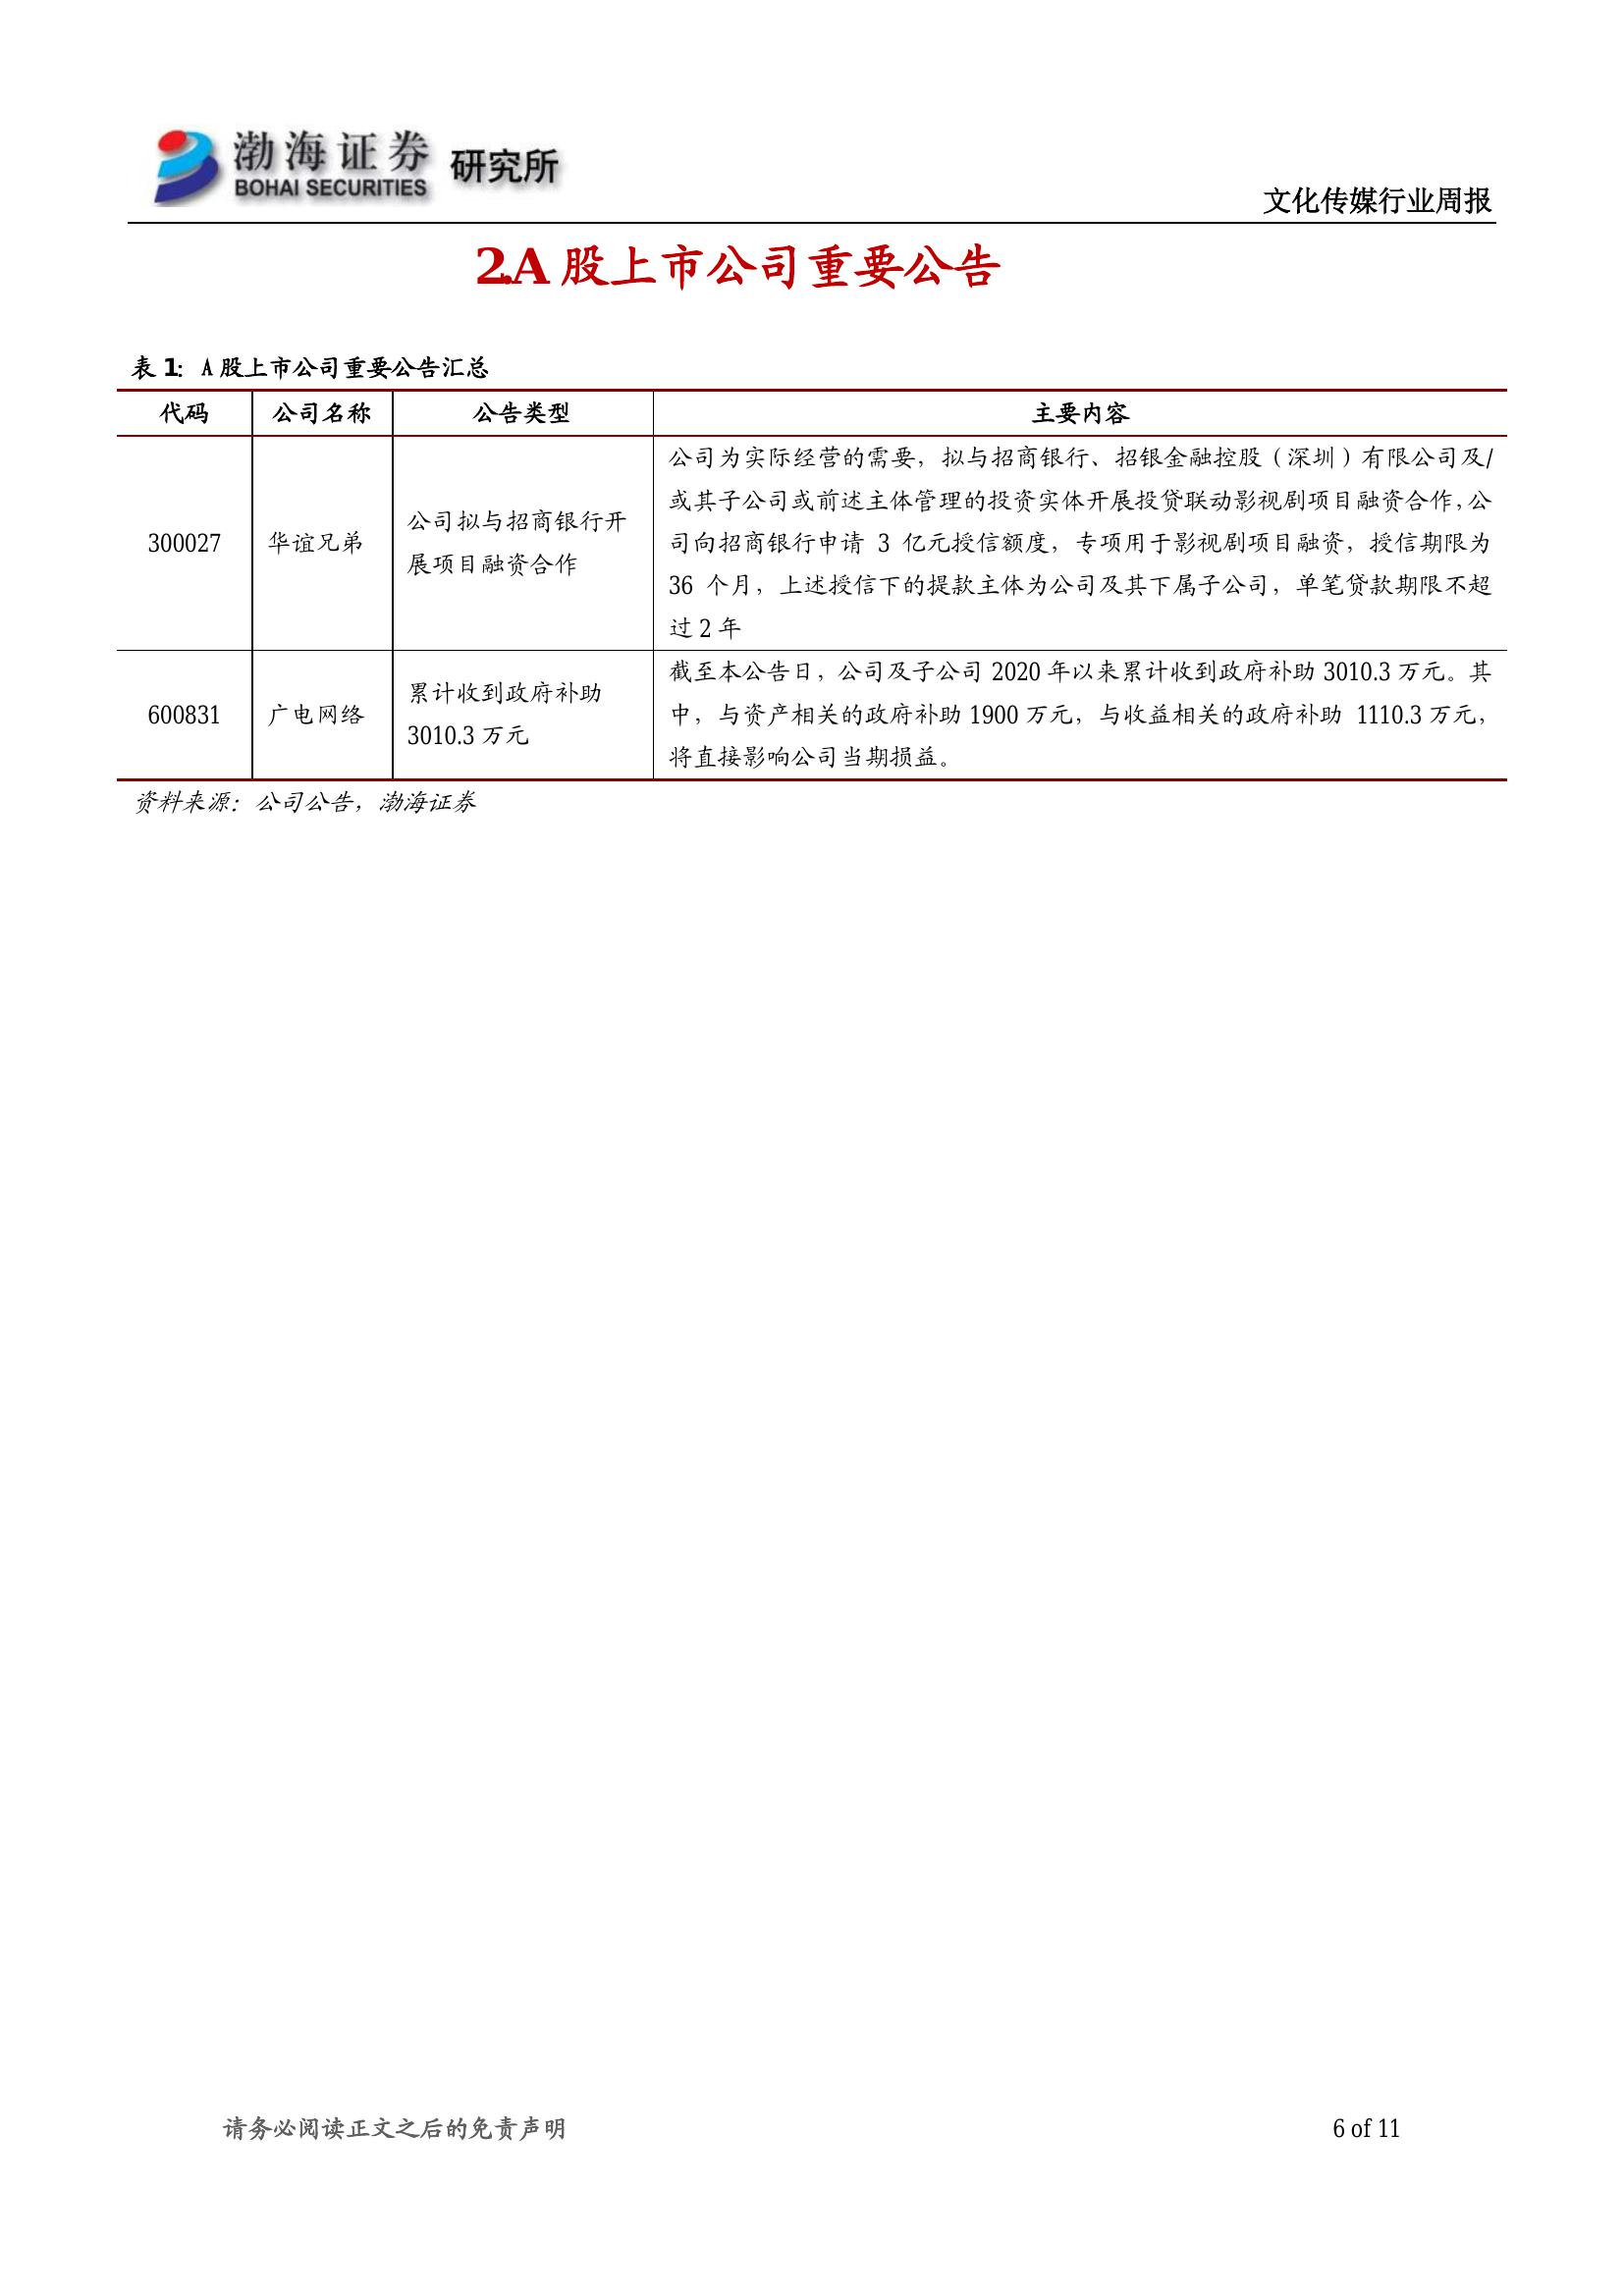 渤海证券 研究所
BOHAI SECURITIES
文化传媒行业周报
2.A 股上市公司重要公告
表 1: A 股上市公司重要公告汇总
代码 公司名称 公告类型 主要内容
300027 华谊兄弟
公司拟与招商银行开
展项目融资合作
公司为实际经营的需要，拟与招商银行、招银金融控股（深圳）有限公司及/
或其子公司或前述主体管理的投资实体开展投贷联动影视剧项目融资合作，公
司向招商银行申请 3 亿元授信额度，专项用于影视剧项目融资，授信期限为
36 个月，上述授信下的提款主体为公司及其下属子公司，单笔贷款期限不超
过 2 年
600831 广电网络
累计收到政府补助
3010.3 万元
截至本公告日，公司及子公司 2020 年以来累计收到政府补助 3010.3 万元。其
中，与资产相关的政府补助 1900 万元，与收益相关的政府补助 1110.3 万元，
将直接影响公司当期损益。
资料来源：公司公告，渤海证券
请务必阅读正文之后的免责声明 6 of 11